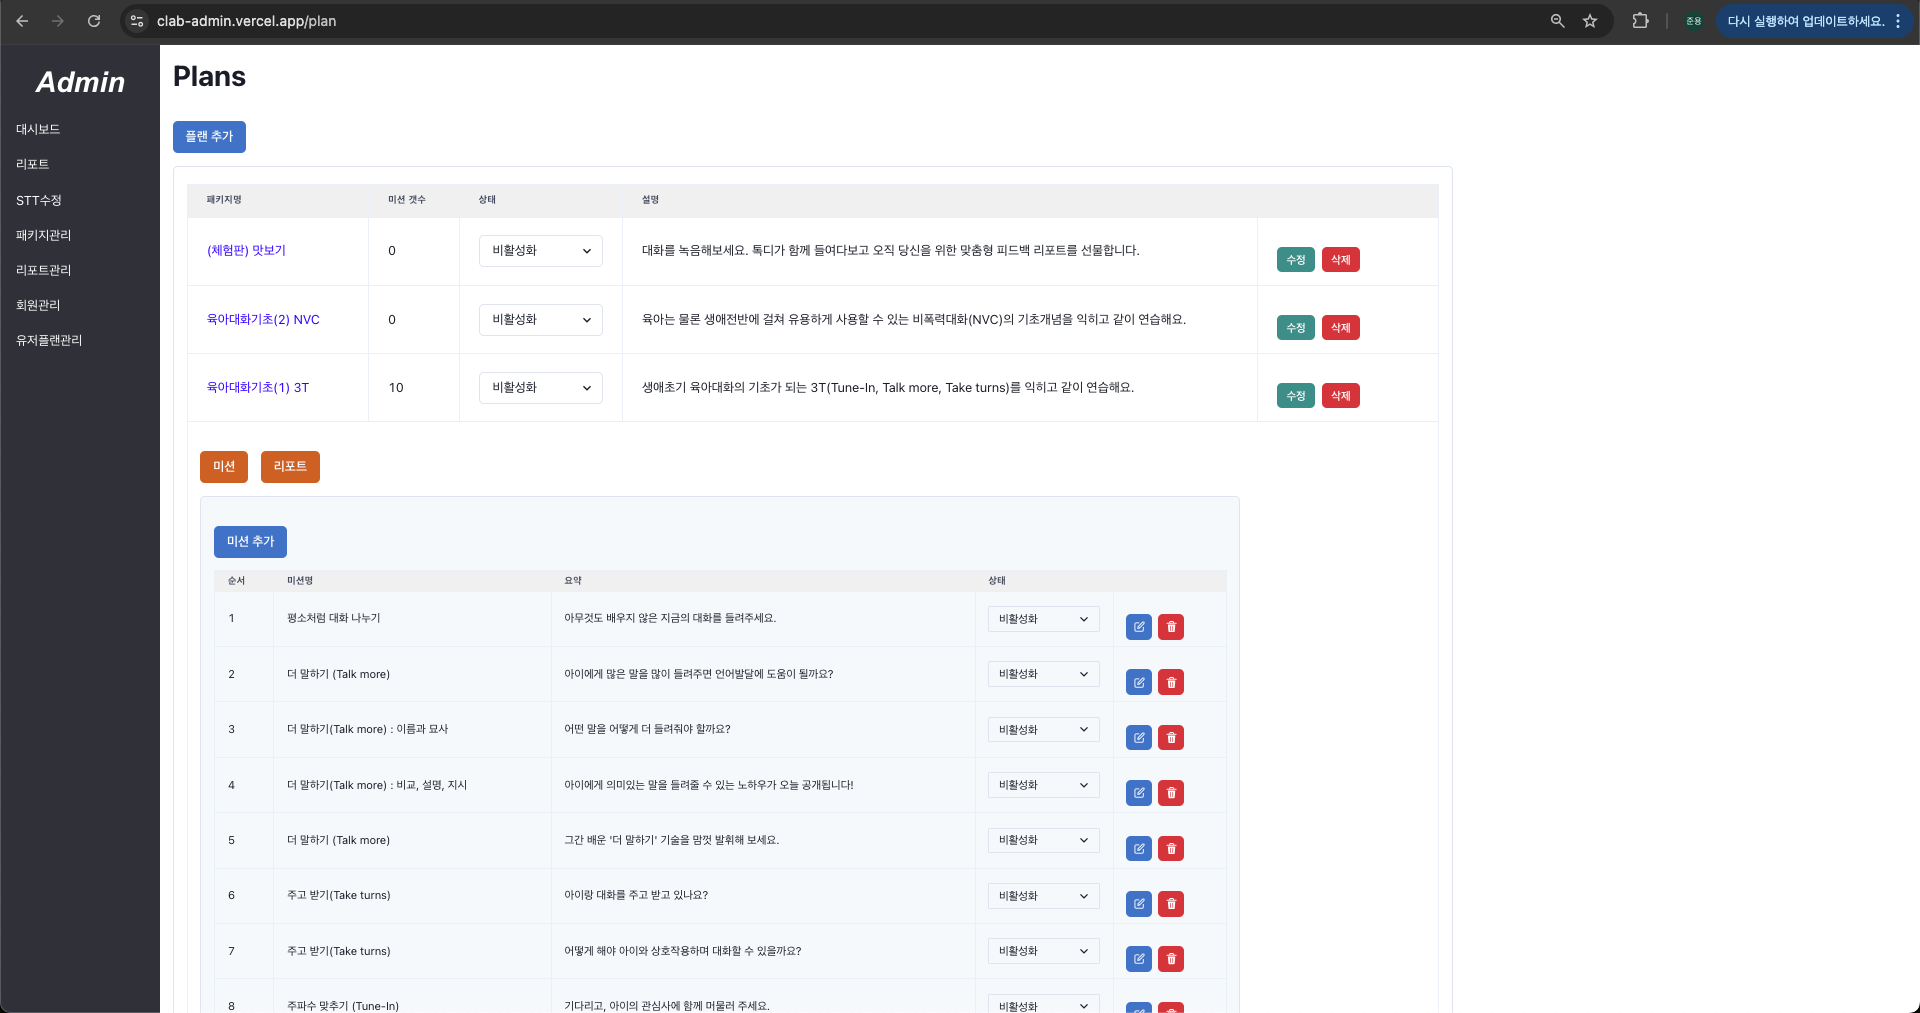 clab-admin.vercel.app/plan
준용
다시 실행하여 업데이트하세요.
Admin
대시보드
리포트
STT수정
패키지관리
리포트관리
회원관리
유저플랜관리
Plans
플랜 추가
패키지명 미션 갯수 상태 설명
(체험판) 맛보기 0 비활성화 대화를 녹음해보세요. 톡디가 함께 들여다보고 오직 당신을 위한 맞춤형 피드백 리포트를 선물합니다. 수정 삭제
육아대화기초(2) NVC 0 비활성화 육아는 물론 생애전반에 걸쳐 유용하게 사용할 수 있는 비폭력대화(NVC)의 기초개념을 익히고 같이 연습해요. 수정 삭제
육아대화기초(1) 3T 10 비활성화 생애초기 육아대화의 기초가 되는 3T(Tune-In, Talk more, Take turns)를 익히고 같이 연습해요. 수정 삭제
미션 리포트
미션 추가
순서 미션명 요약 상태
1 평소처럼 대화 나누기 아무것도 배우지 않은 지금의 대화를 들려주세요. 비활성화
2 더 말하기 (Talk more) 아이에게 많은 말을 많이 들려주면 언어발달에 도움이 될까요? 비활성화
3 더 말하기(Talk more) : 이름과 묘사 어떤 말을 어떻게 더 들려줘야 할까요? 비활성화
4 더 말하기(Talk more) : 비교, 설명, 지시 아이에게 의미있는 말을 들려줄 수 있는 노하우가 오늘 공개됩니다! 비활성화
5 더 말하기 (Talk more) 그간 배운 '더 말하기' 기술을 맘껏 발휘해 보세요. 비활성화
6 주고 받기(Take turns) 아이랑 대화를 주고 받고 있나요? 비활성화
7 주고 받기(Take turns) 어떻게 해야 아이와 상호작용하며 대화할 수 있을까요? 비활성화
8 주파수 맞추기 (Tune-In) 기다리고, 아이의 관심사에 함께 머물러 주세요. 비활성화